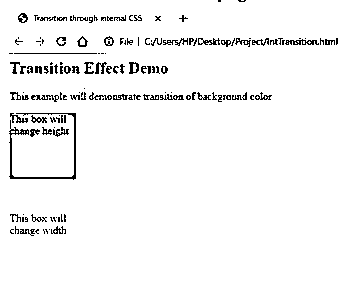 Transition through internal CSS
File | C:/Users/HP/Desktop/Project/IntTransition.html
Transition Effect Demo
This example will demonstrate transition of background color
This box will
change height
This box will
change width